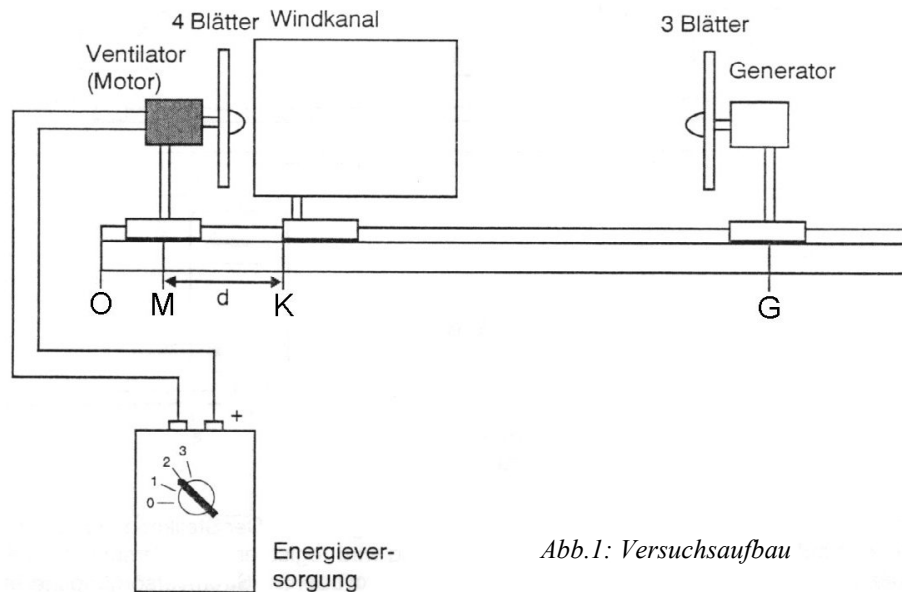 4 Blätter
Windkanal
3 Blätter
Ventilator
(Motor)
Generator
O
M
d
K
G
+
3
2
1
0
Energiever-
sorgung
Abb.1: Versuchsaufbau